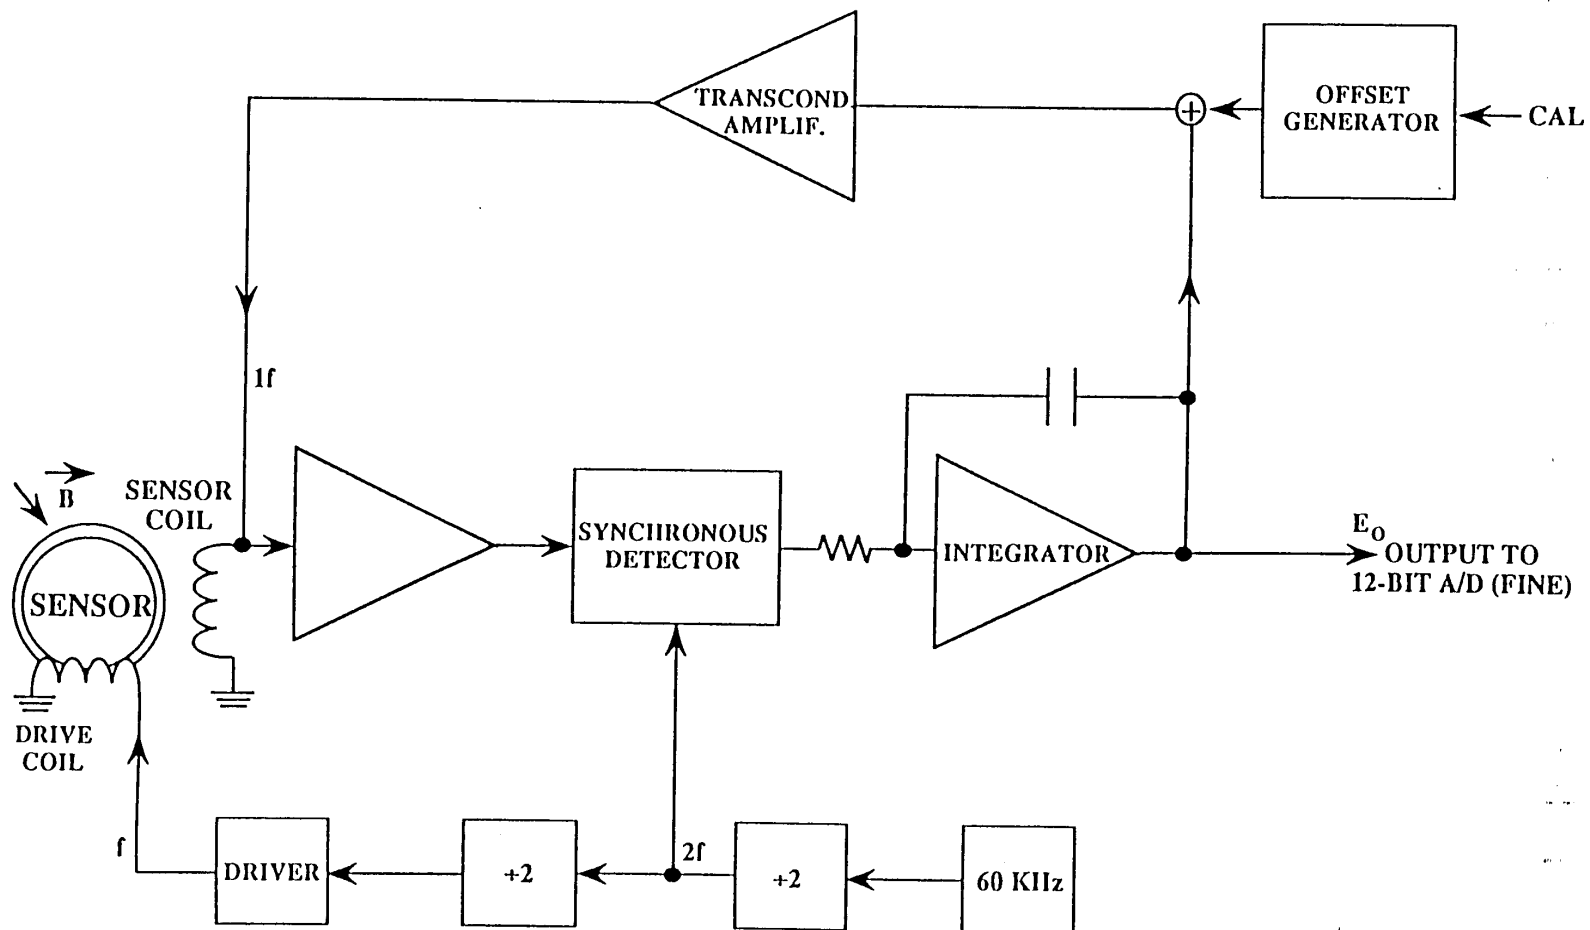 TRANSCOND
AMPLIF.
+
OFFSET
GENERATOR
CAL
1f
B
SENSOR
COIL
SENSOR
SYNCHRONOUS
DETECTOR
INTEGRATOR
E₀
OUTPUT TO
12-BIT A/D (FINE)
DRIVE
COIL
f
DRIVER
+2
2f
+2
60 KHz